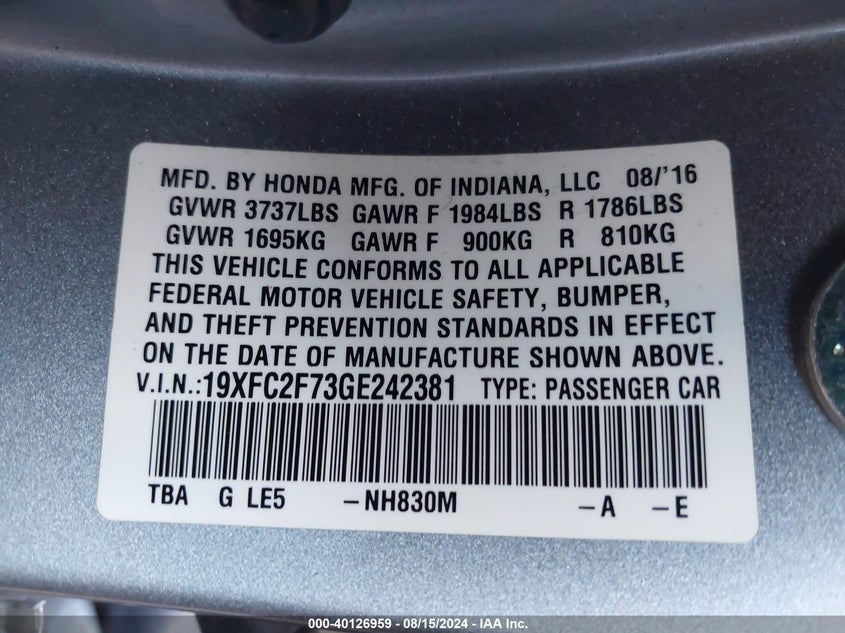 MFD. BY HONDA MFG. OF INDIANA, LLC 08/'16
GVWR 3737LBS GAWR F 1984LBS R 1786LBS
GVWR 1695KG GAWR F 900KG R 810KG
THIS VEHICLE CONFORMS TO ALL APPLICABLE
FEDERAL MOTOR VEHICLE SAFETY, BUMPER,
AND THEFT PREVENTION STANDARDS IN EFFECT
ON THE DATE OF MANUFACTURE SHOWN ABOVE.
V.I.N.:19XFC2F73GE242381 TYPE: PASSENGER CAR
TBA G LE5 –NH830M –A –E
000-40126959 - 08/15/2024 - IAA Inc.